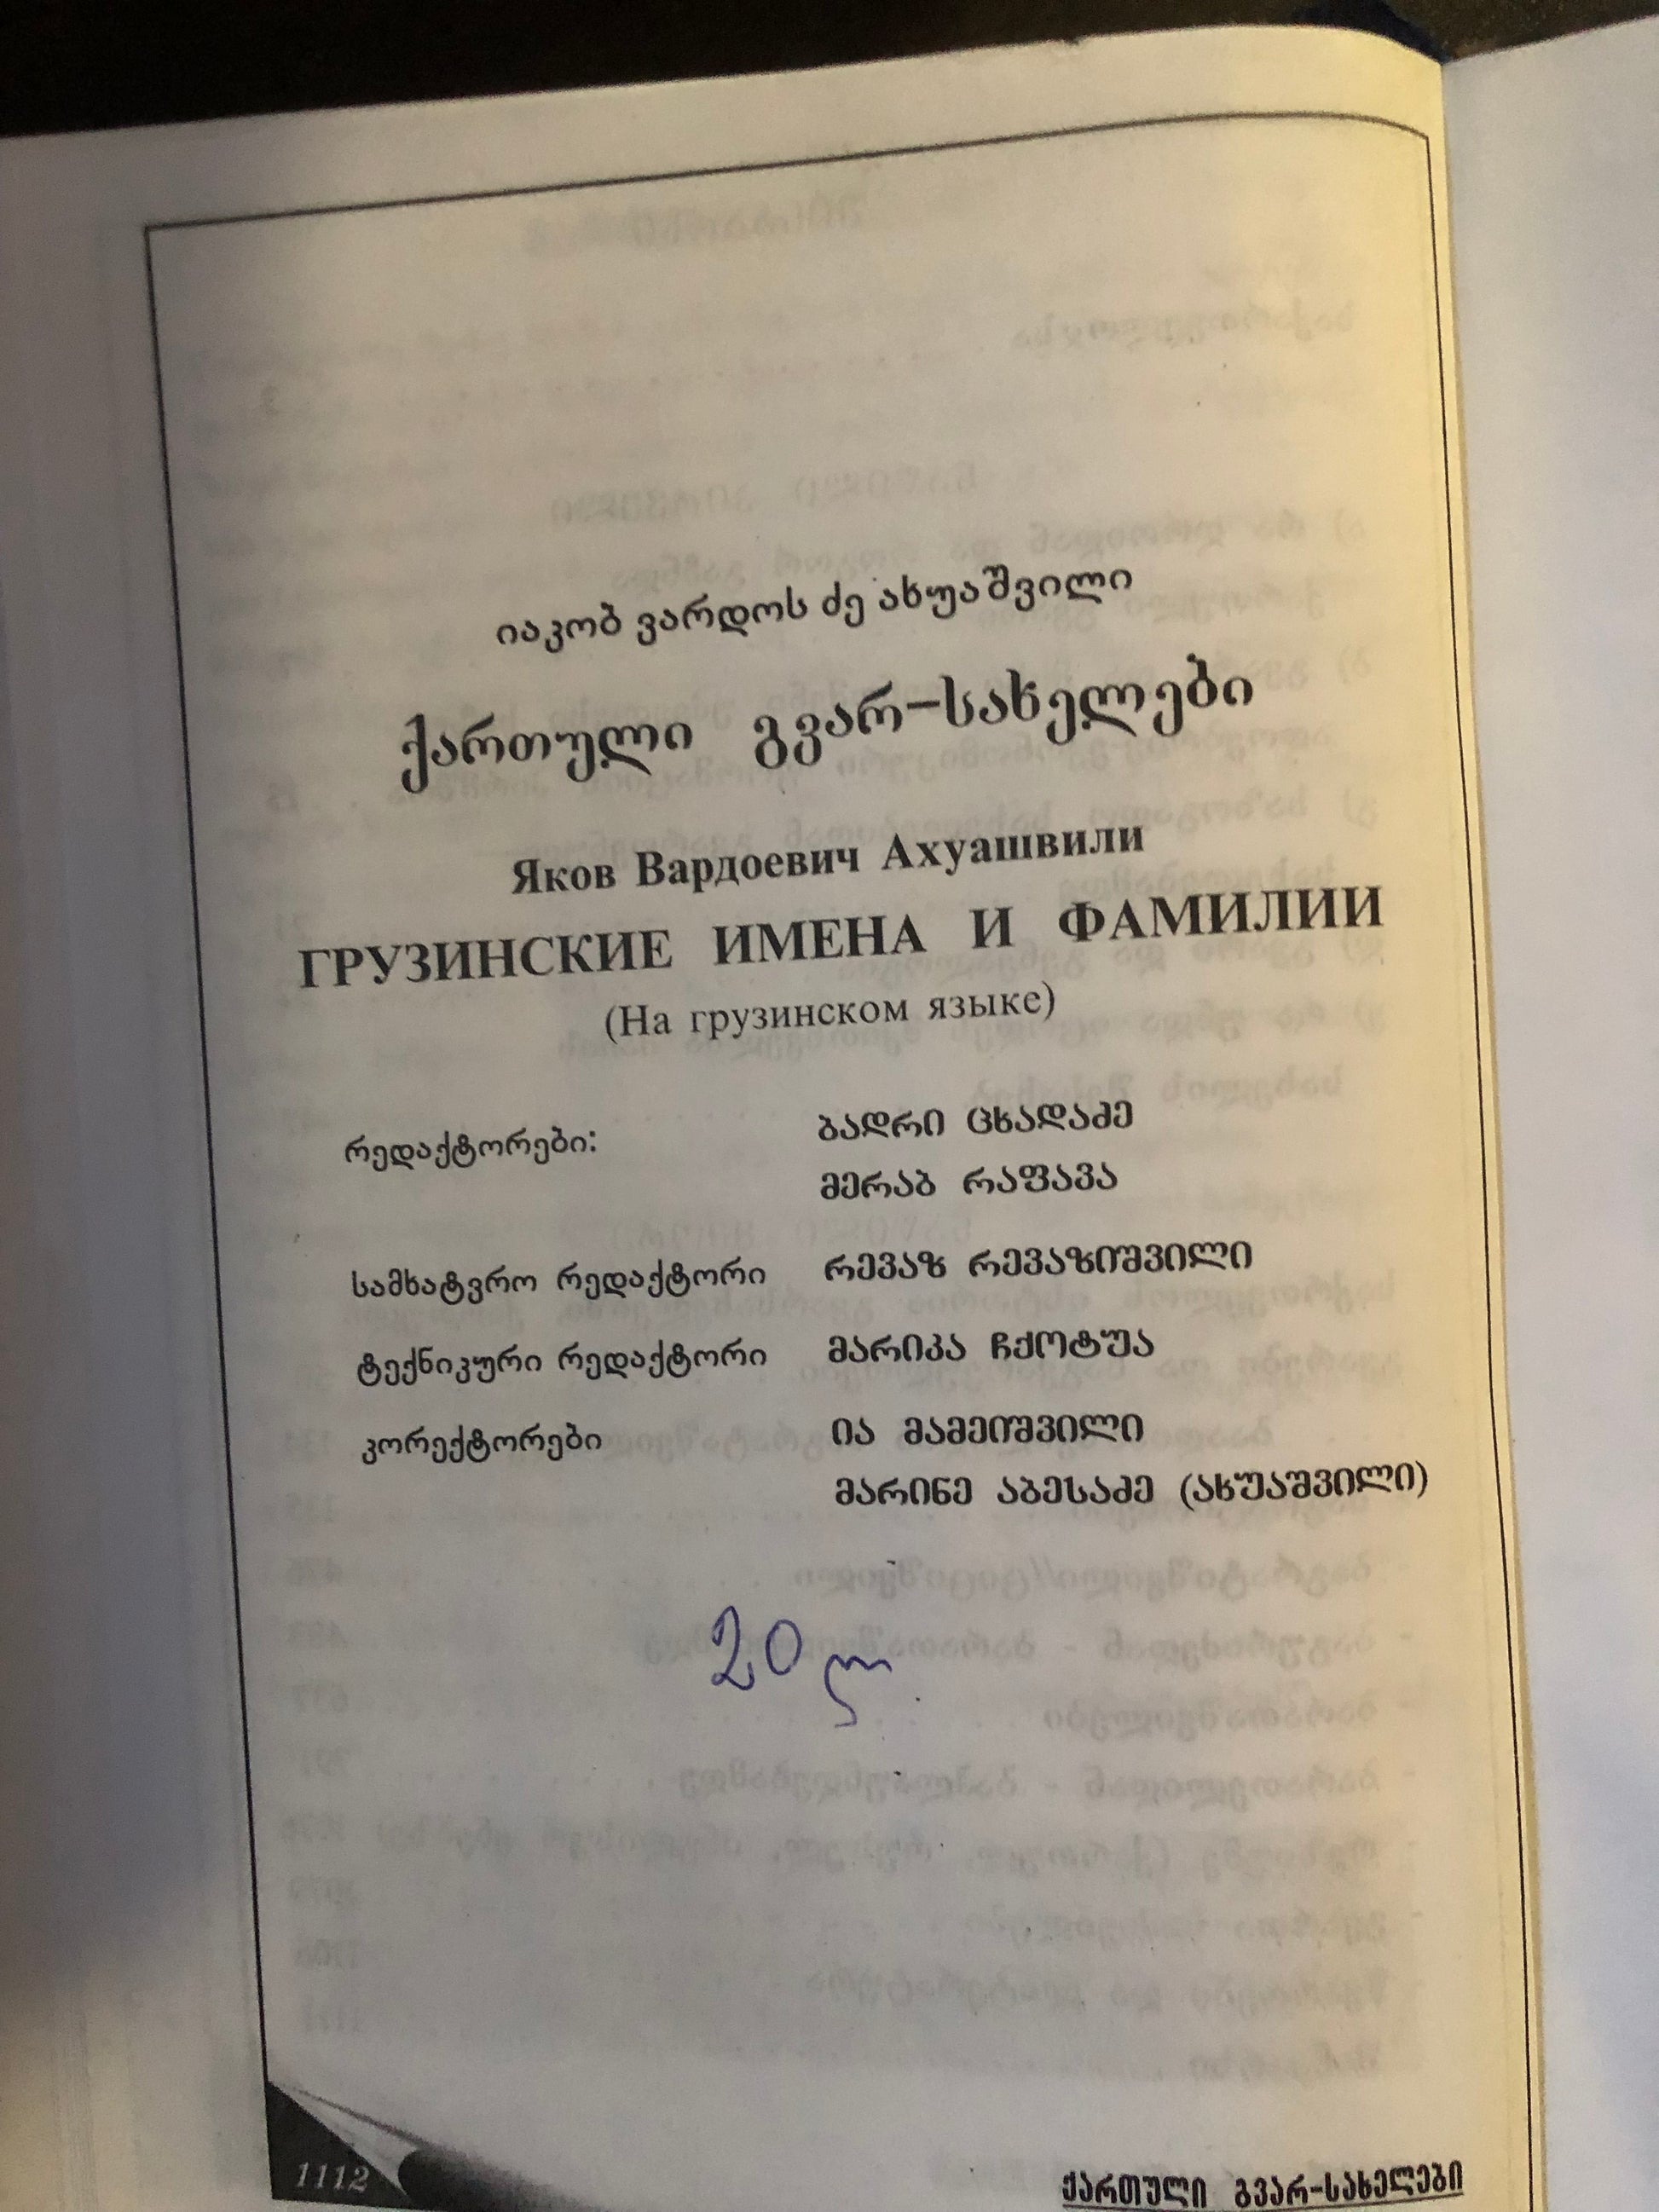 იაკობ ვარდოს ძე ახუაშვილი
ქართული გვარ-სახელები
Яков Вардоевич Ахуашвили
ГРУЗИНСКИЕ ИМЕНА И ФАМИЛИИ
(На грузинском языке)
რედაქტორები: ბადრი ცხადაძე
მერაბ რაფავა
სამხატვრო რედაქტორი რევაზ რევაზიშვილი
ტექნიკური რედაქტორი მარიკა ჩქოტუა
კორექტორები ია მამეიშვილი
მარინე აბესაძე (ახუაშვილი)
20 ლ
1112 ქართული გვარ-სახელები